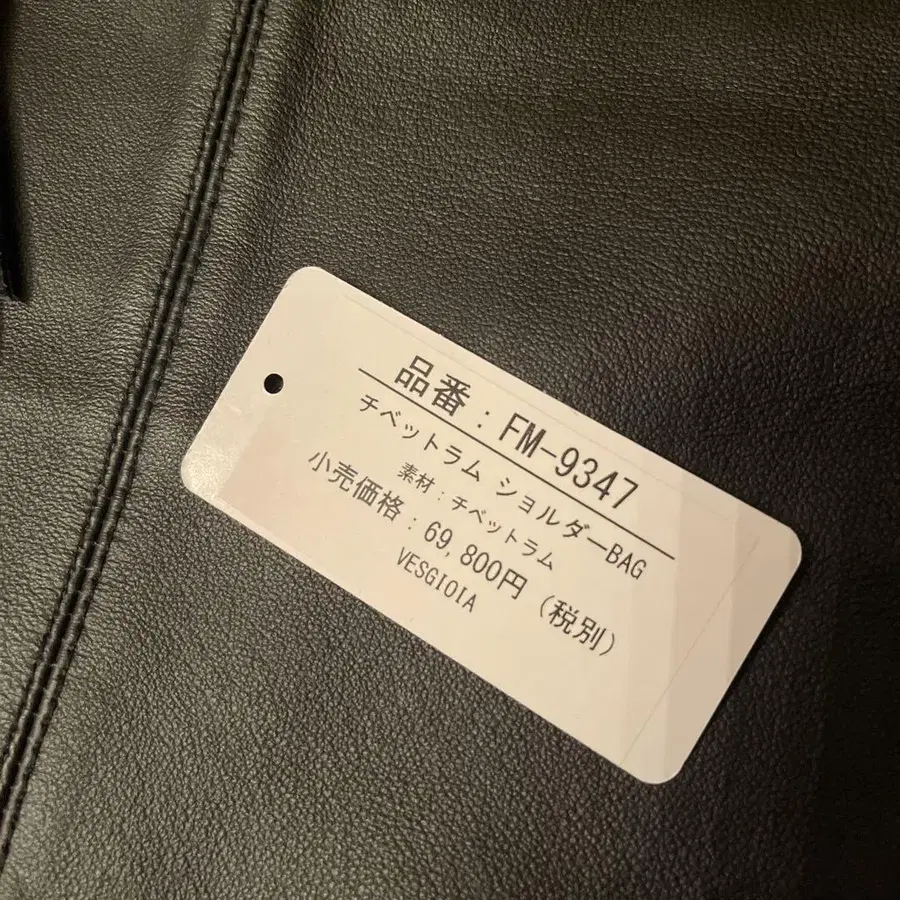 品番：FM-9347
チベットラム ショルダーBAG
素材：チベットラム
小売価格：69,800円（税別）
VESGIOIA